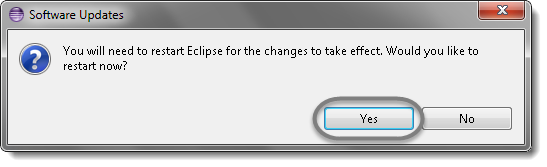 Software Updates
You will need to restart Eclipse for the changes to take effect. Would you like to
restart now?
Yes
No